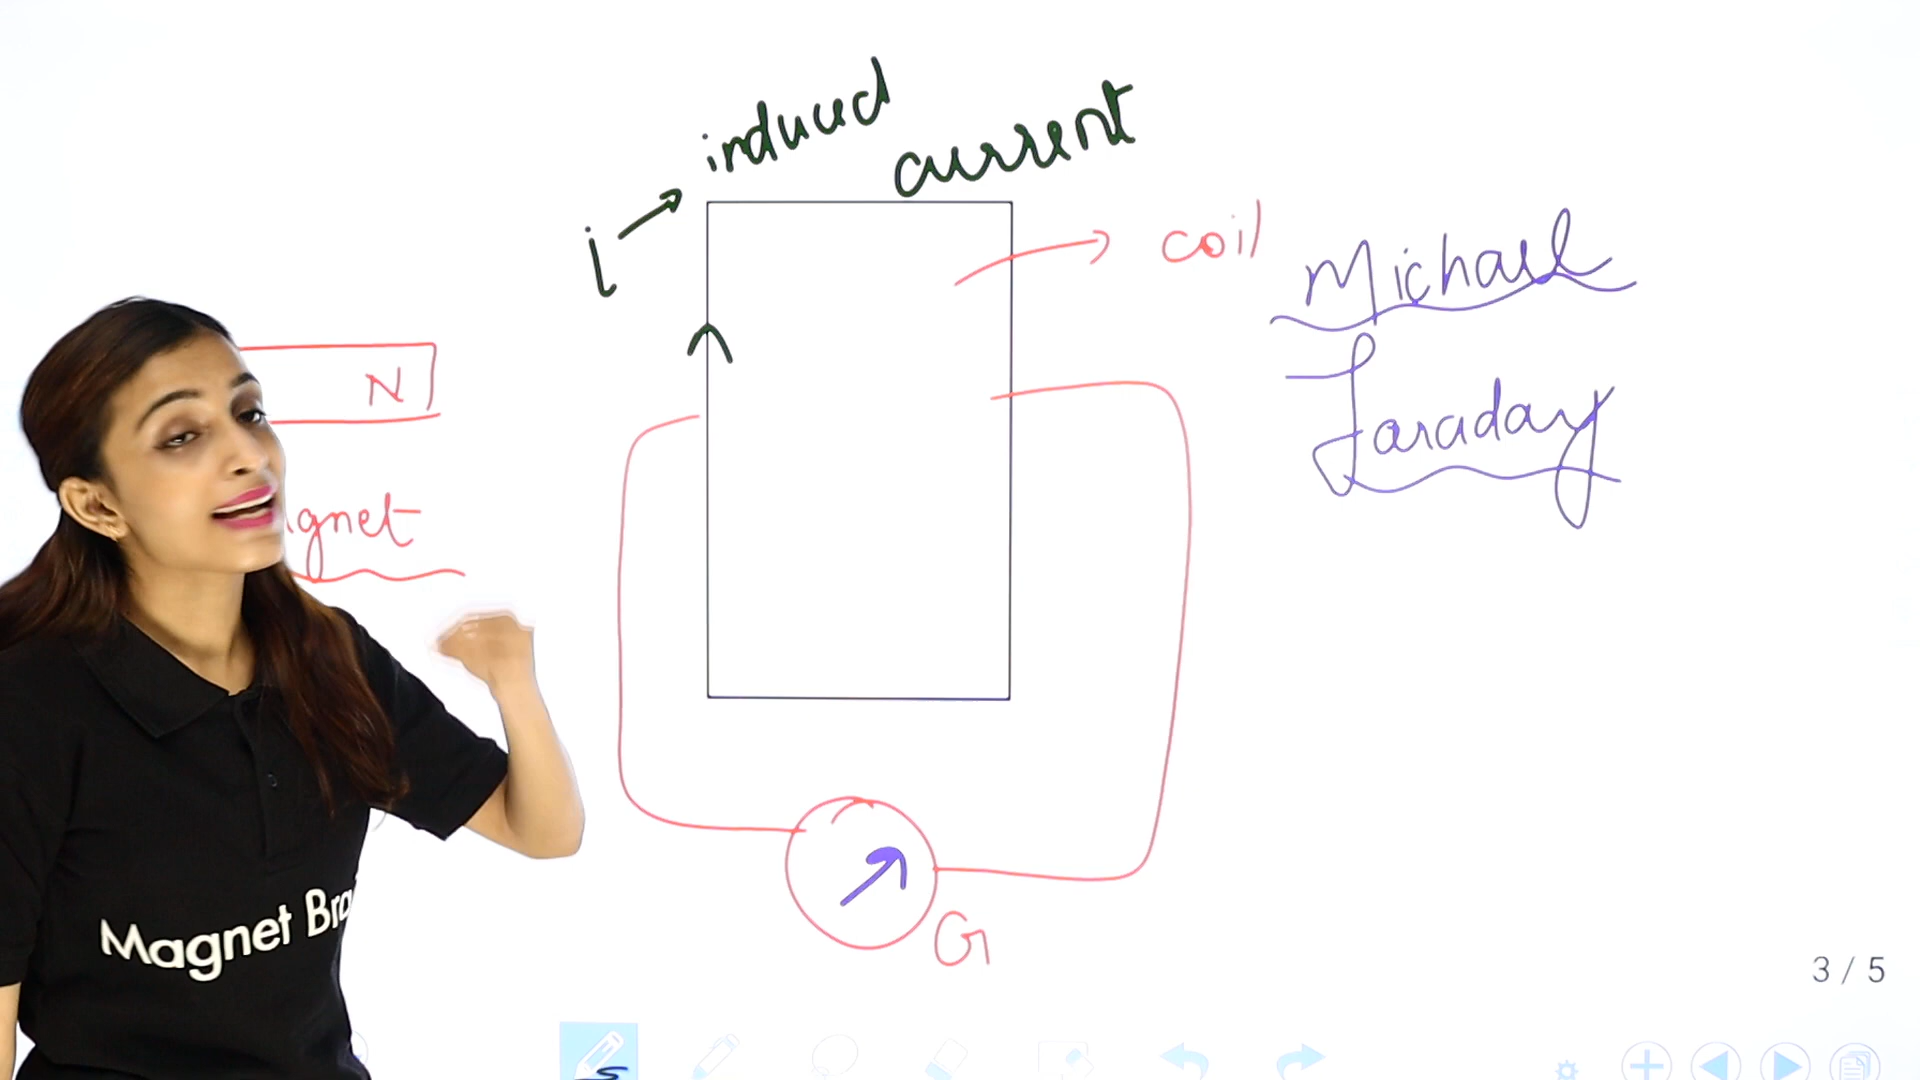 induced
current
i
coil
Michael
Faraday
N
gnet
G
Magnet Bra
3 / 5